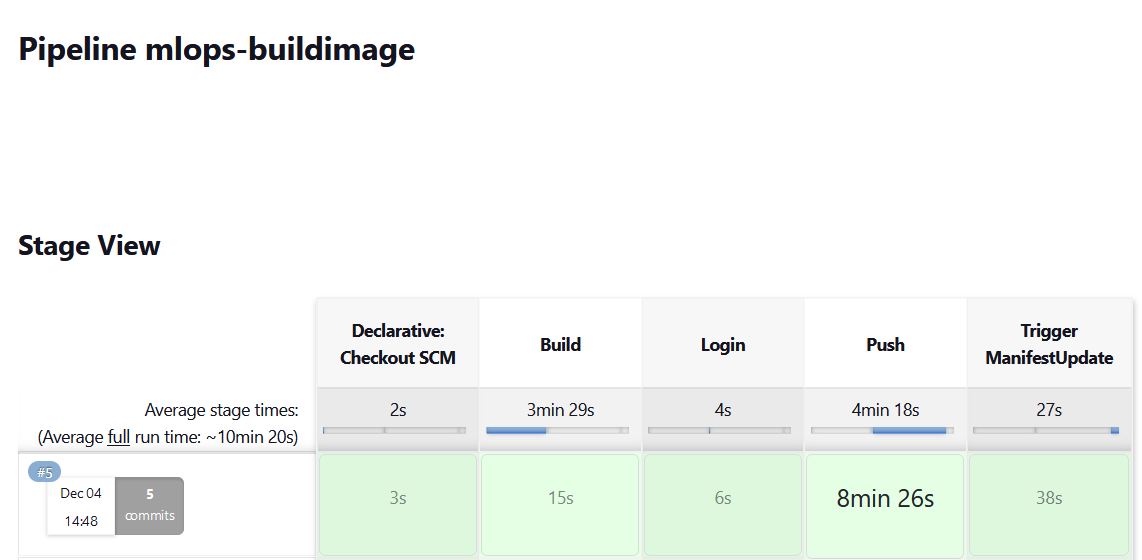 Pipeline mlops-buildimage
Stage View
Declarative:
Checkout SCM
Build
Login
Push
Trigger
ManifestUpdate
Average stage times:
(Average full run time: ~10min 20s)
2s
3min 29s
4s
4min 18s
27s
#5
Dec 04
14:48
5
commits
3s
15s
6s
8min 26s
38s